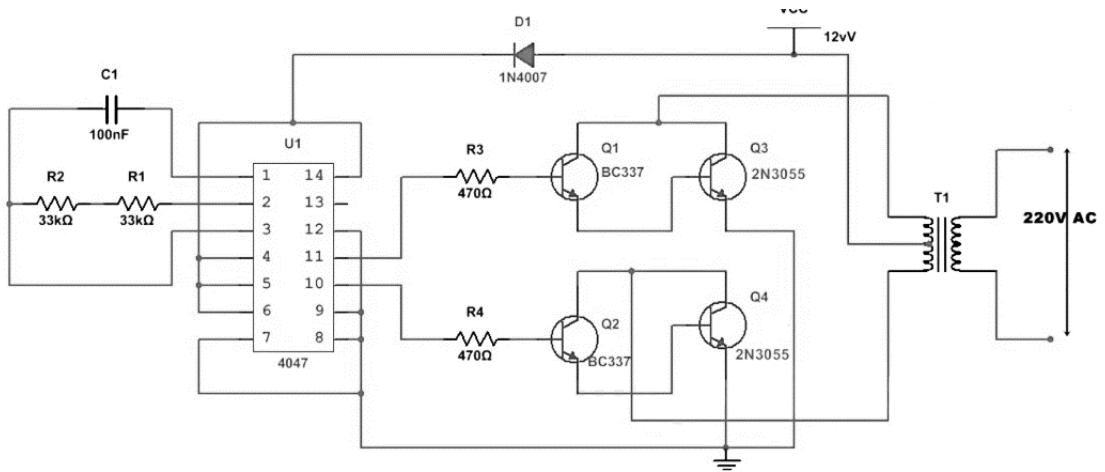 VCC
12vV
D1
1N4007
C1
100nF
R2
33kΩ
R1
33kΩ
U1
1 14
2 13
3 12
4 11
5 10
6 9
7 8
4047
R3
470Ω
Q1
BC337
Q3
2N3055
R4
470Ω
Q2
BC337
Q4
2N3055
T1
220V AC